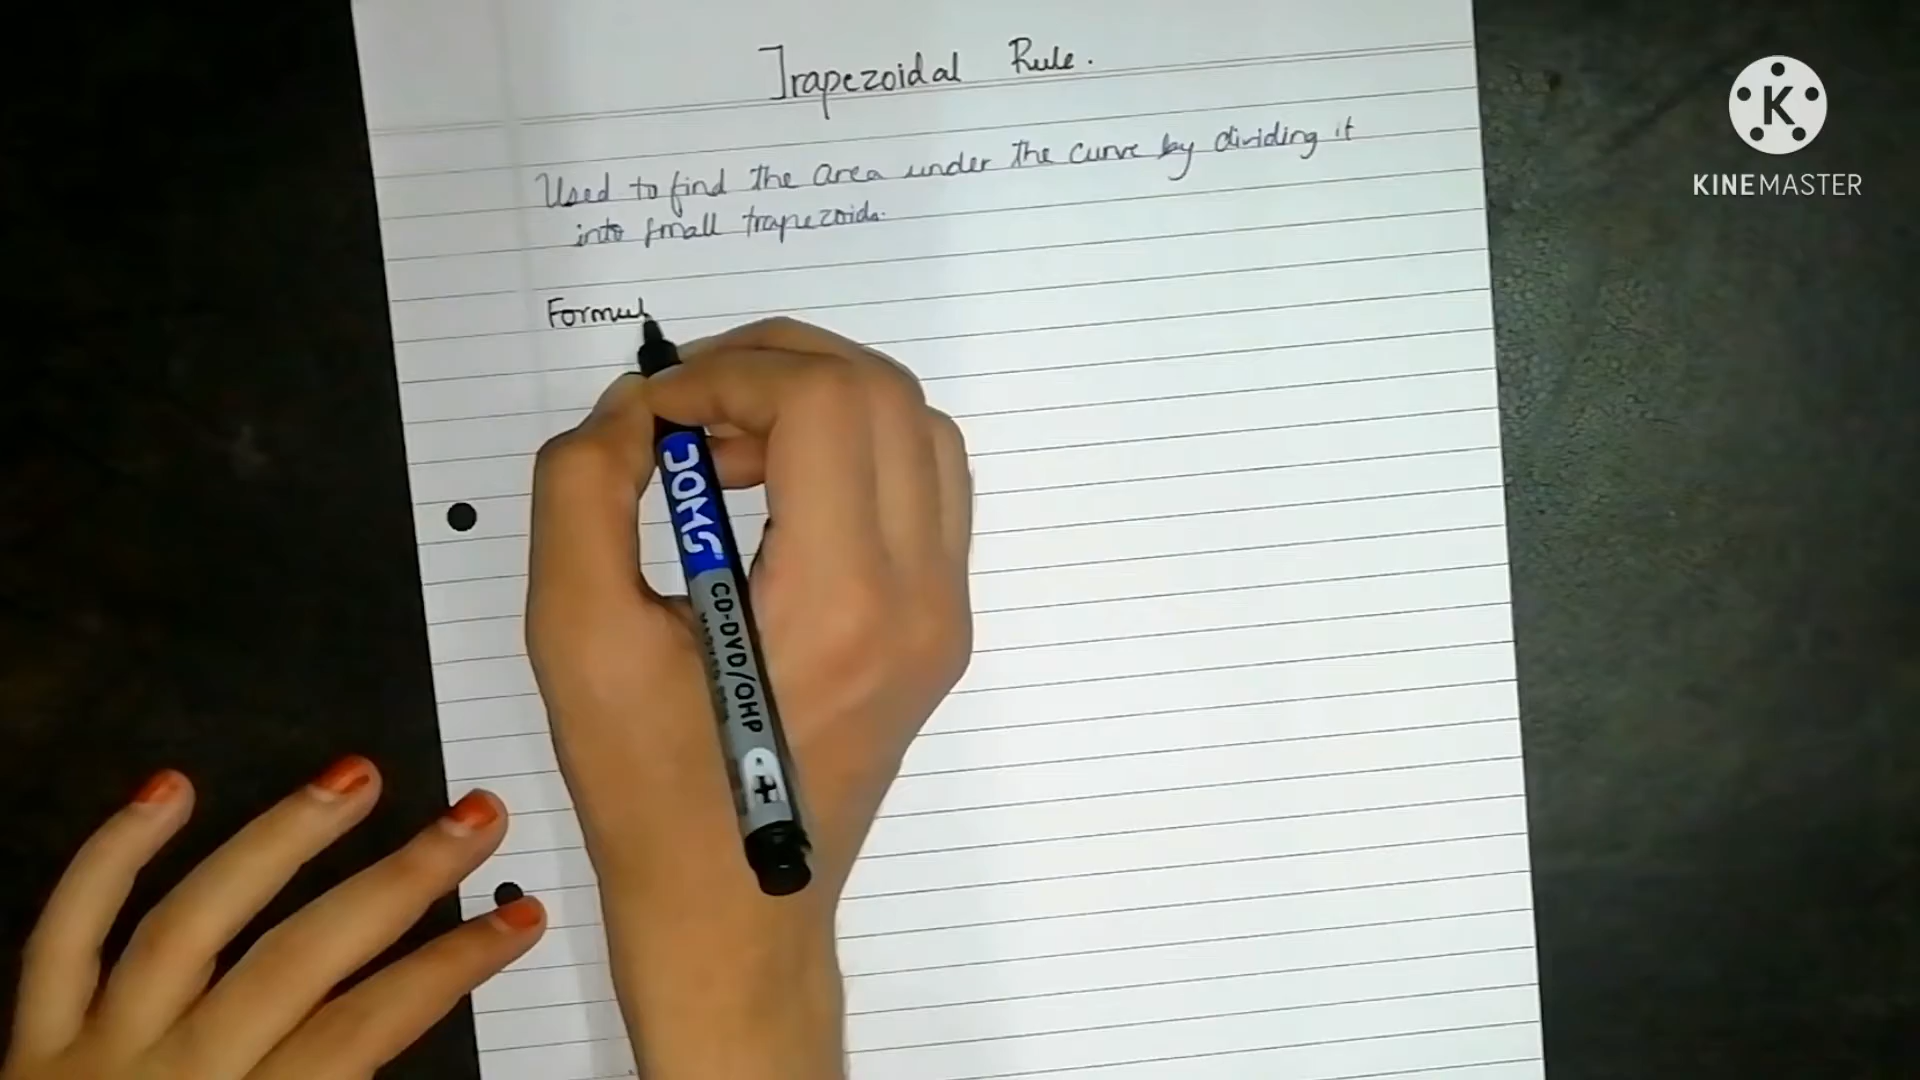 Trapezoidal Rule.
Used to find the area under the curve by dividing it
into small trapezoids.
Formul
DOMS
CD-DVD/OHP
A+
K
KINEMASTER